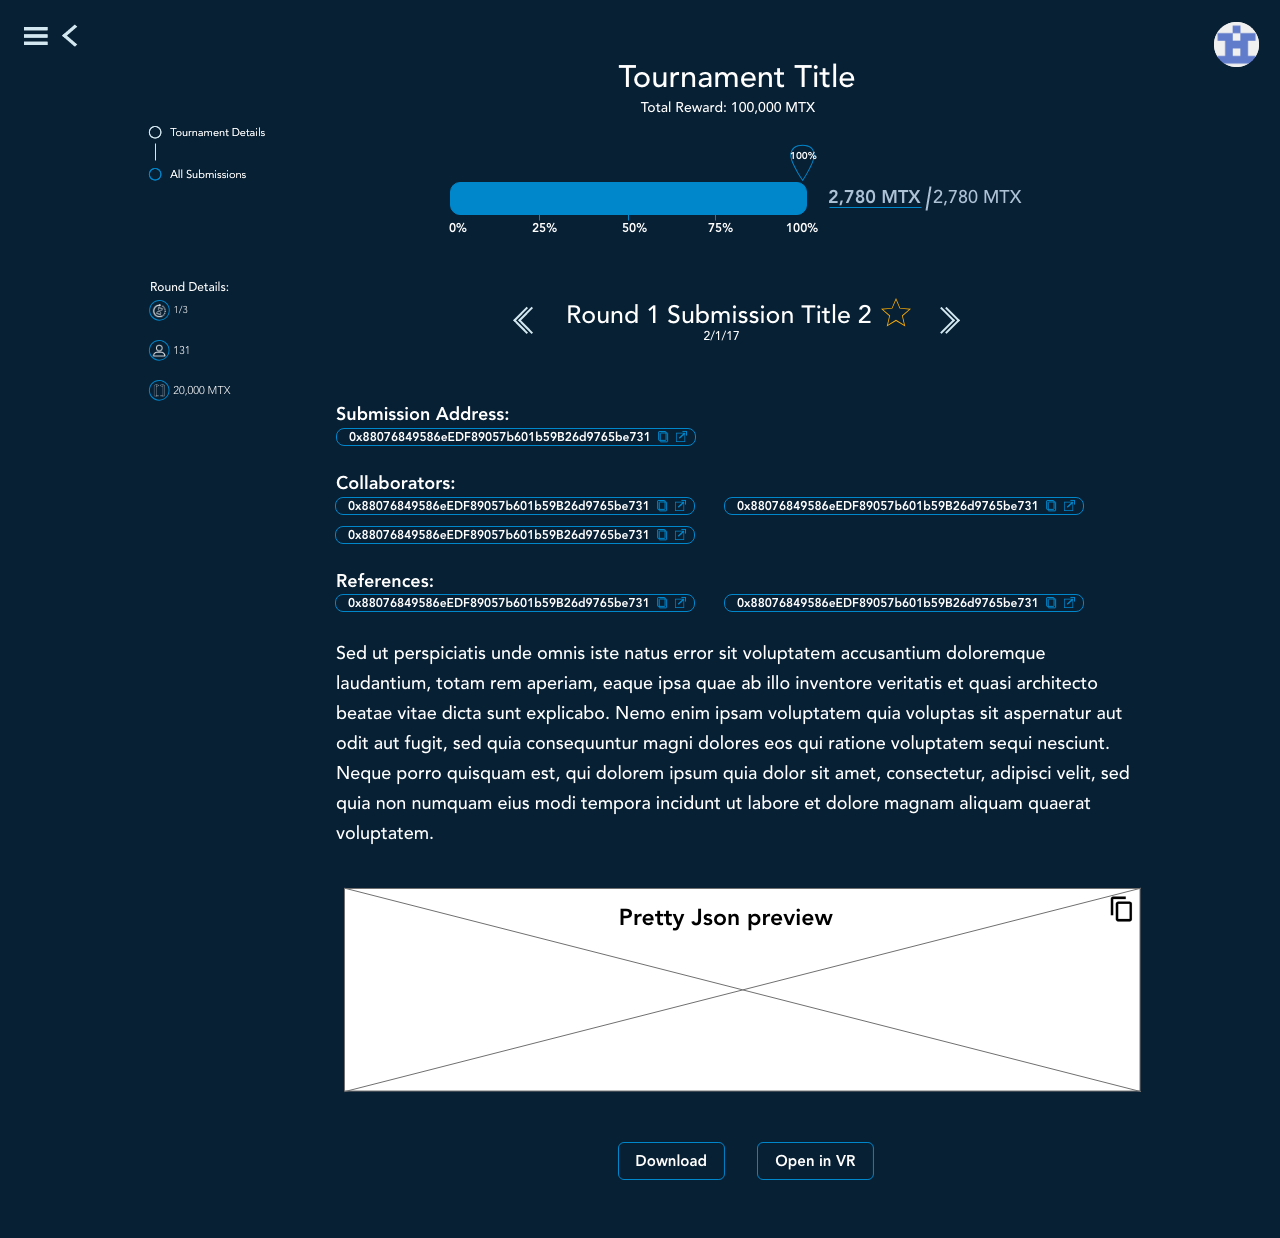 Tournament Title
Total Reward: 100,000 MTX
Tournament Details
All Submissions
100%
2,780 MTX / 2,780 MTX
0% 25% 50% 75% 100%
Round Details:
1/3
131
20,000 MTX
Round 1 Submission Title 2
2/1/17
Submission Address:
0x88076849586eEDF89057b601b59B26d9765be731
Collaborators:
0x88076849586eEDF89057b601b59B26d9765be731 0x88076849586eEDF89057b601b59B26d9765be731
0x88076849586eEDF89057b601b59B26d9765be731
References:
0x88076849586eEDF89057b601b59B26d9765be731 0x88076849586eEDF89057b601b59B26d9765be731
Sed ut perspiciatis unde omnis iste natus error sit voluptatem accusantium doloremque
laudantium, totam rem aperiam, eaque ipsa quae ab illo inventore veritatis et quasi architecto
beatae vitae dicta sunt explicabo. Nemo enim ipsam voluptatem quia voluptas sit aspernatur aut
odit aut fugit, sed quia consequuntur magni dolores eos qui ratione voluptatem sequi nesciunt.
Neque porro quisquam est, qui dolorem ipsum quia dolor sit amet, consectetur, adipisci velit, sed
quia non numquam eius modi tempora incidunt ut labore et dolore magnam aliquam quaerat
voluptatem.
Pretty Json preview
Download
Open in VR